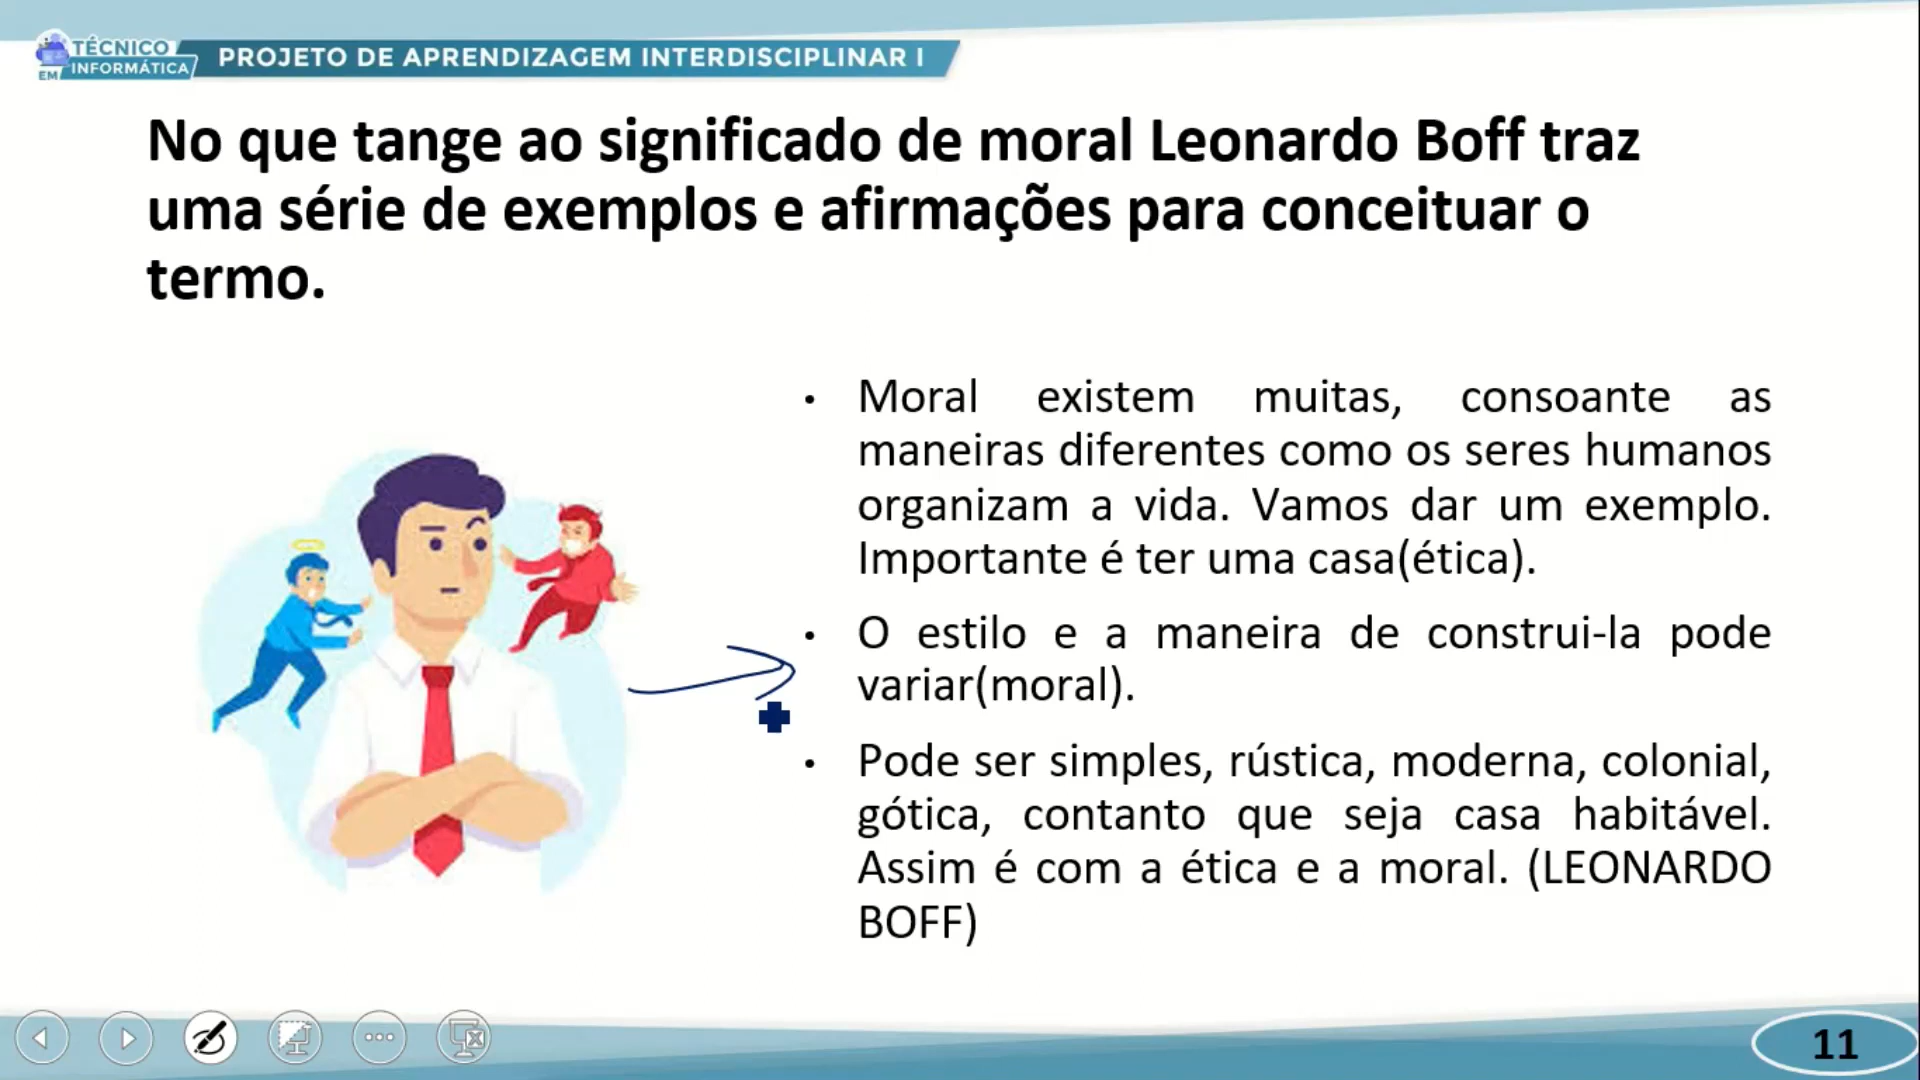 TÉCNICO
EM INFORMÁTICA
PROJETO DE APRENDIZAGEM INTERDISCIPLINAR I
No que tange ao significado de moral Leonardo Boff traz
uma série de exemplos e afirmações para conceituar o
termo.
• Moral existem muitas, consoante as
maneiras diferentes como os seres humanos
organizam a vida. Vamos dar um exemplo.
Importante é ter uma casa(ética).
• O estilo e a maneira de construi-la pode
variar(moral).
• Pode ser simples, rústica, moderna, colonial,
gótica, contanto que seja casa habitável.
Assim é com a ética e a moral. (LEONARDO
BOFF)
11